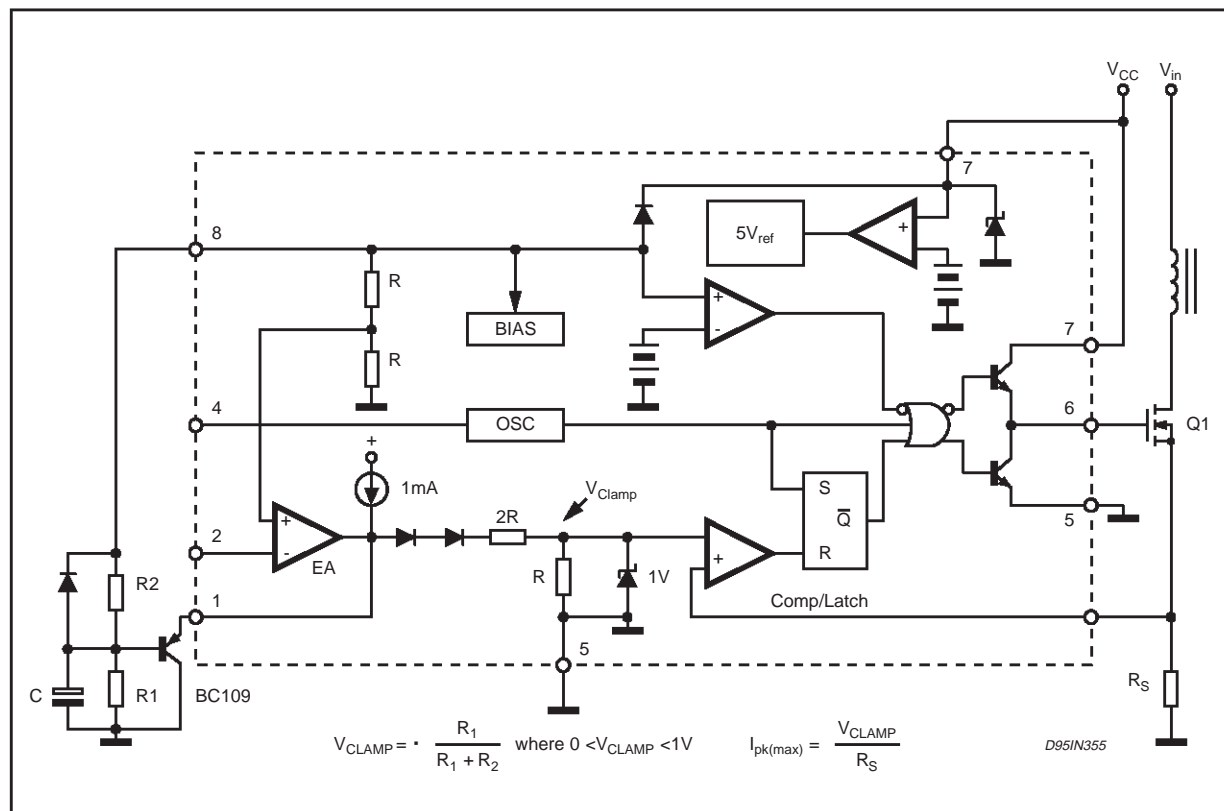 V_CC V_in
7
8
5V_ref
+
R
BIAS
+
-
R
7
4
OSC
6
Q1
+
1mA
V_Clamp
S
Q̅
5
2R
2
+
-
EA
R
1V
+
R
R2
Comp/Latch
1
5
C
R1
BC109
R_S
V_CLAMP = · R_1 / (R_1 + R_2) where 0 <V_CLAMP <1V I_pk(max) = V_CLAMP / R_S
D95IN355